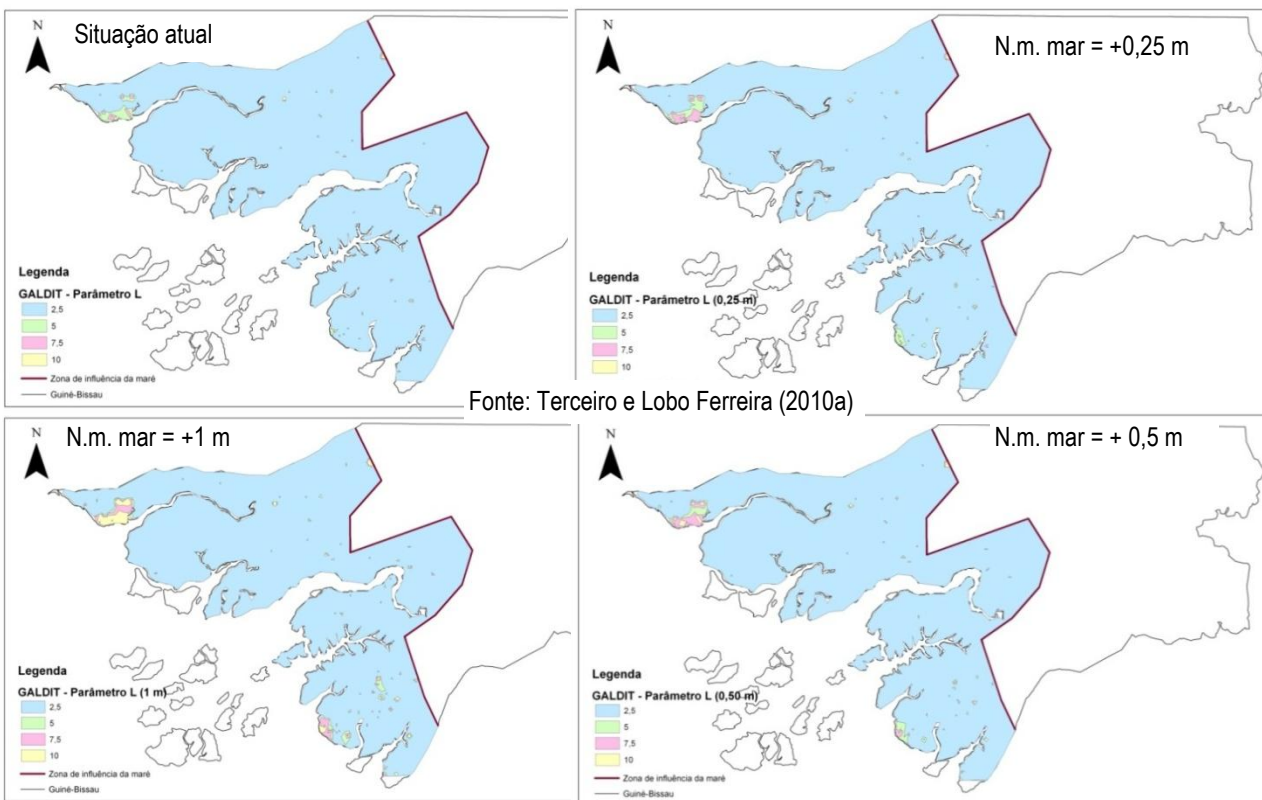 N
Situação atual
Legenda
GALDIT - Parâmetro L
2.5
5
7.5
10
Zona de influência da maré
Guiné-Bissau
N
N.m. mar = +0,25 m
Legenda
GALDIT - Parâmetro L (0,25 m)
2.5
5
7,5
10
Zona de influência da maré
Guiné-Bissau
Fonte: Terceiro e Lobo Ferreira (2010a)
N
N.m. mar = +1 m
Legenda
GALDIT - Parâmetro L (1 m)
2.5
5
7.5
10
Zona de influência da maré
Guiné-Bissau
N
N.m. mar = + 0,5 m
Legenda
GALDIT - Parâmetro L (0,50 m)
2,5
5
7,5
10
Zona de influência da maré
Guiné-Bissau